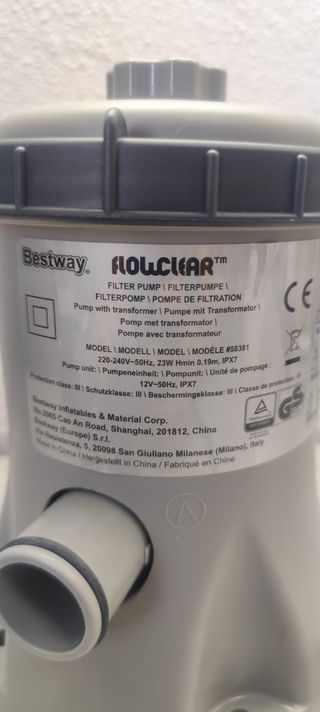 Bestway® FLOWCLEAR™
FILTER PUMP \ FILTERPUMPE \
FILTERPOMP \ POMPE DE FILTRATION
Pump with transformer \ Pumpe mit Transformator \
Pomp met transformator \
Pompe avec transformateur
MODEL \ MODELL \ MODEL \ MODÈLE #58381
220-240V~50Hz, 23W Hmin 0.19m, IPX7
Pump unit: \ Pumpeneinheit: \ Pompunit: \ Unité de pompage :
12V~50Hz, IPX7
Protection class: III \ Schutzklasse: III \ Beschermingsklasse: III \ Classe de protection: III
Bestway Inflatables & Material Corp.
No.3065 Cao An Road, Shanghai, 201812, China
Bestway (Europe) S.r.l.
Via Resistenza, 5, 20098 San Giuliano Milanese (Milano), Italy
Made in China / Hergestellt in China / Fabriqué en Chine
CE
GS
A